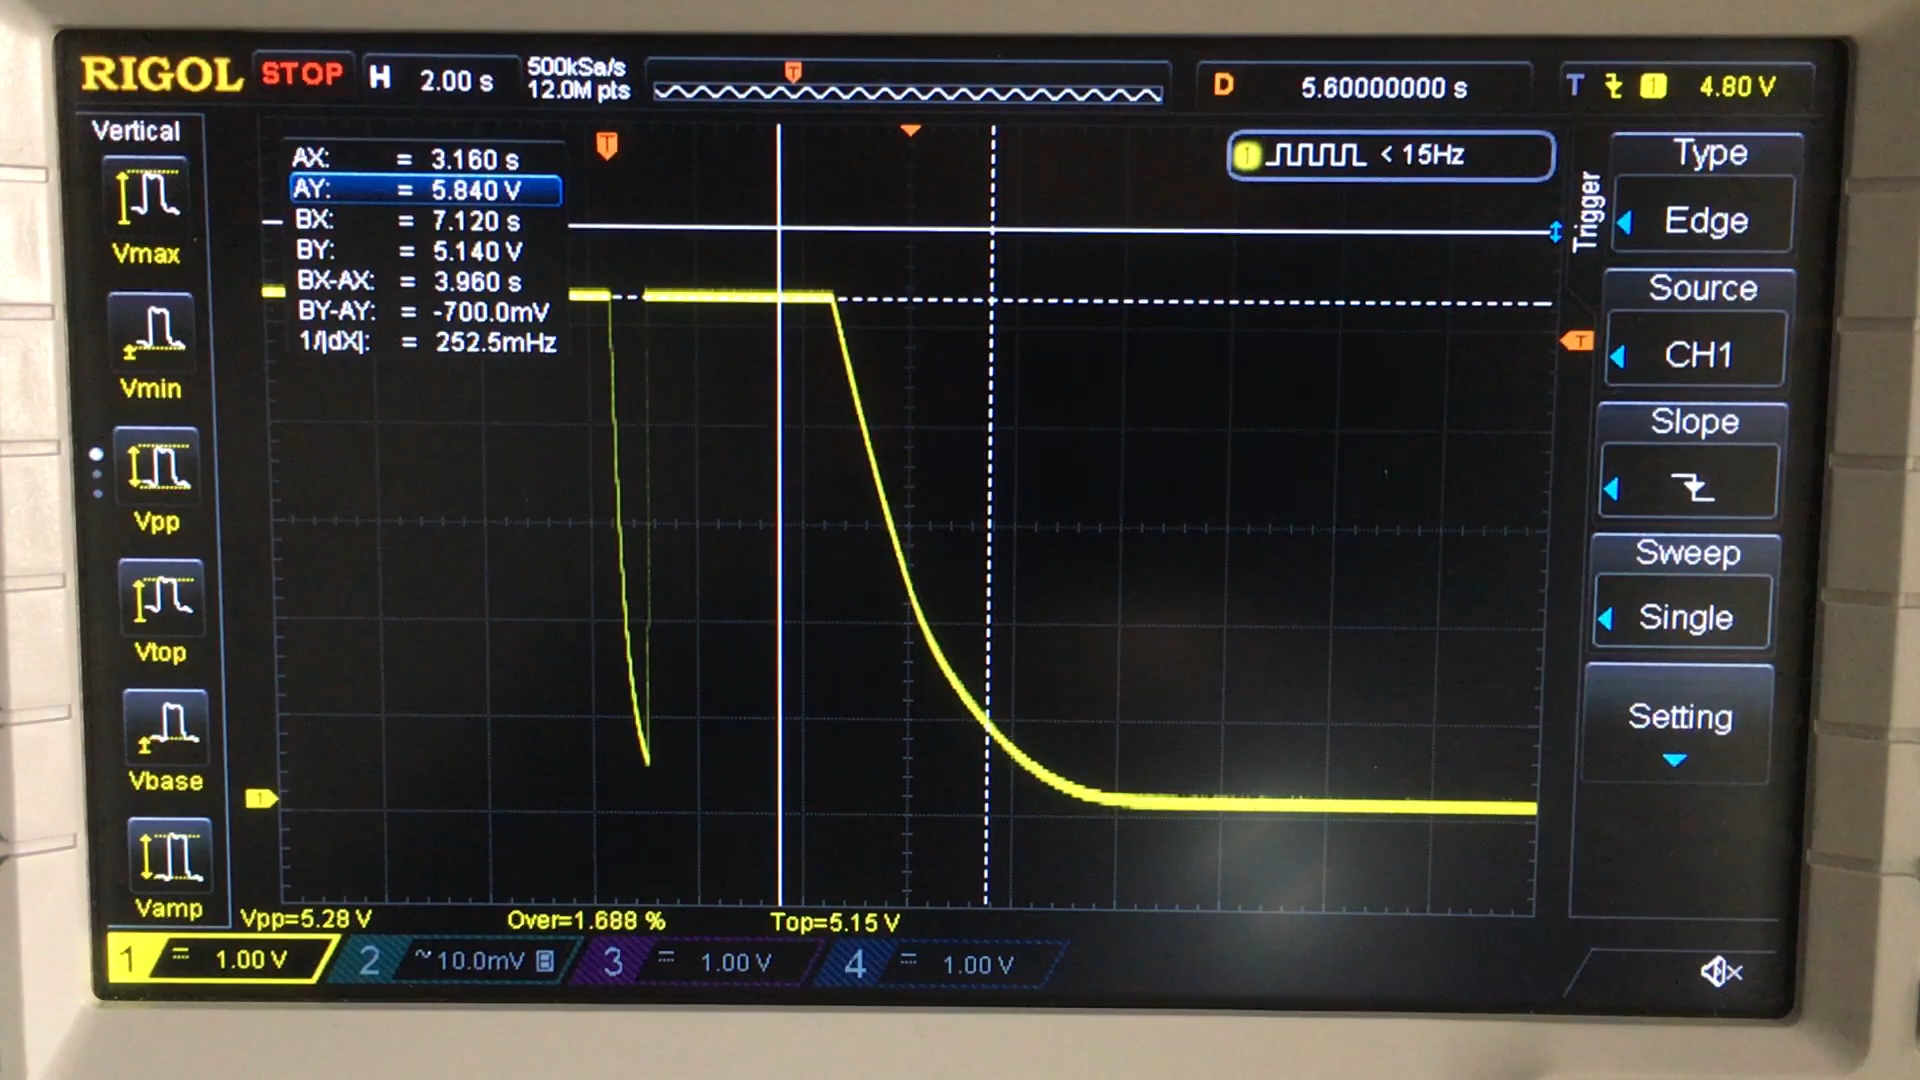 RIGOL STOP H 2.00 s 500kSa/s 12.0M pts T D 5.60000000 s T 1 4.80 V
Vertical
Vmax
Vmin
Vpp
Vtop
Vbase
Vamp
AX: = 3.160 s
AY: = 5.840 V
BX: = 7.120 s
BY: = 5.140 V
BX-AX: = 3.960 s
BY-AY: = -700.0mV
1/|dX|: = 252.5mHz
T
1 < 15Hz
T
1
Trigger
Type
Edge
Source
CH1
Slope
Sweep
Single
Setting
Vpp=5.28 V Over=1.688 % Top=5.15 V
1 1.00 V 2 ~10.0mV B 3 1.00 V 4 1.00 V